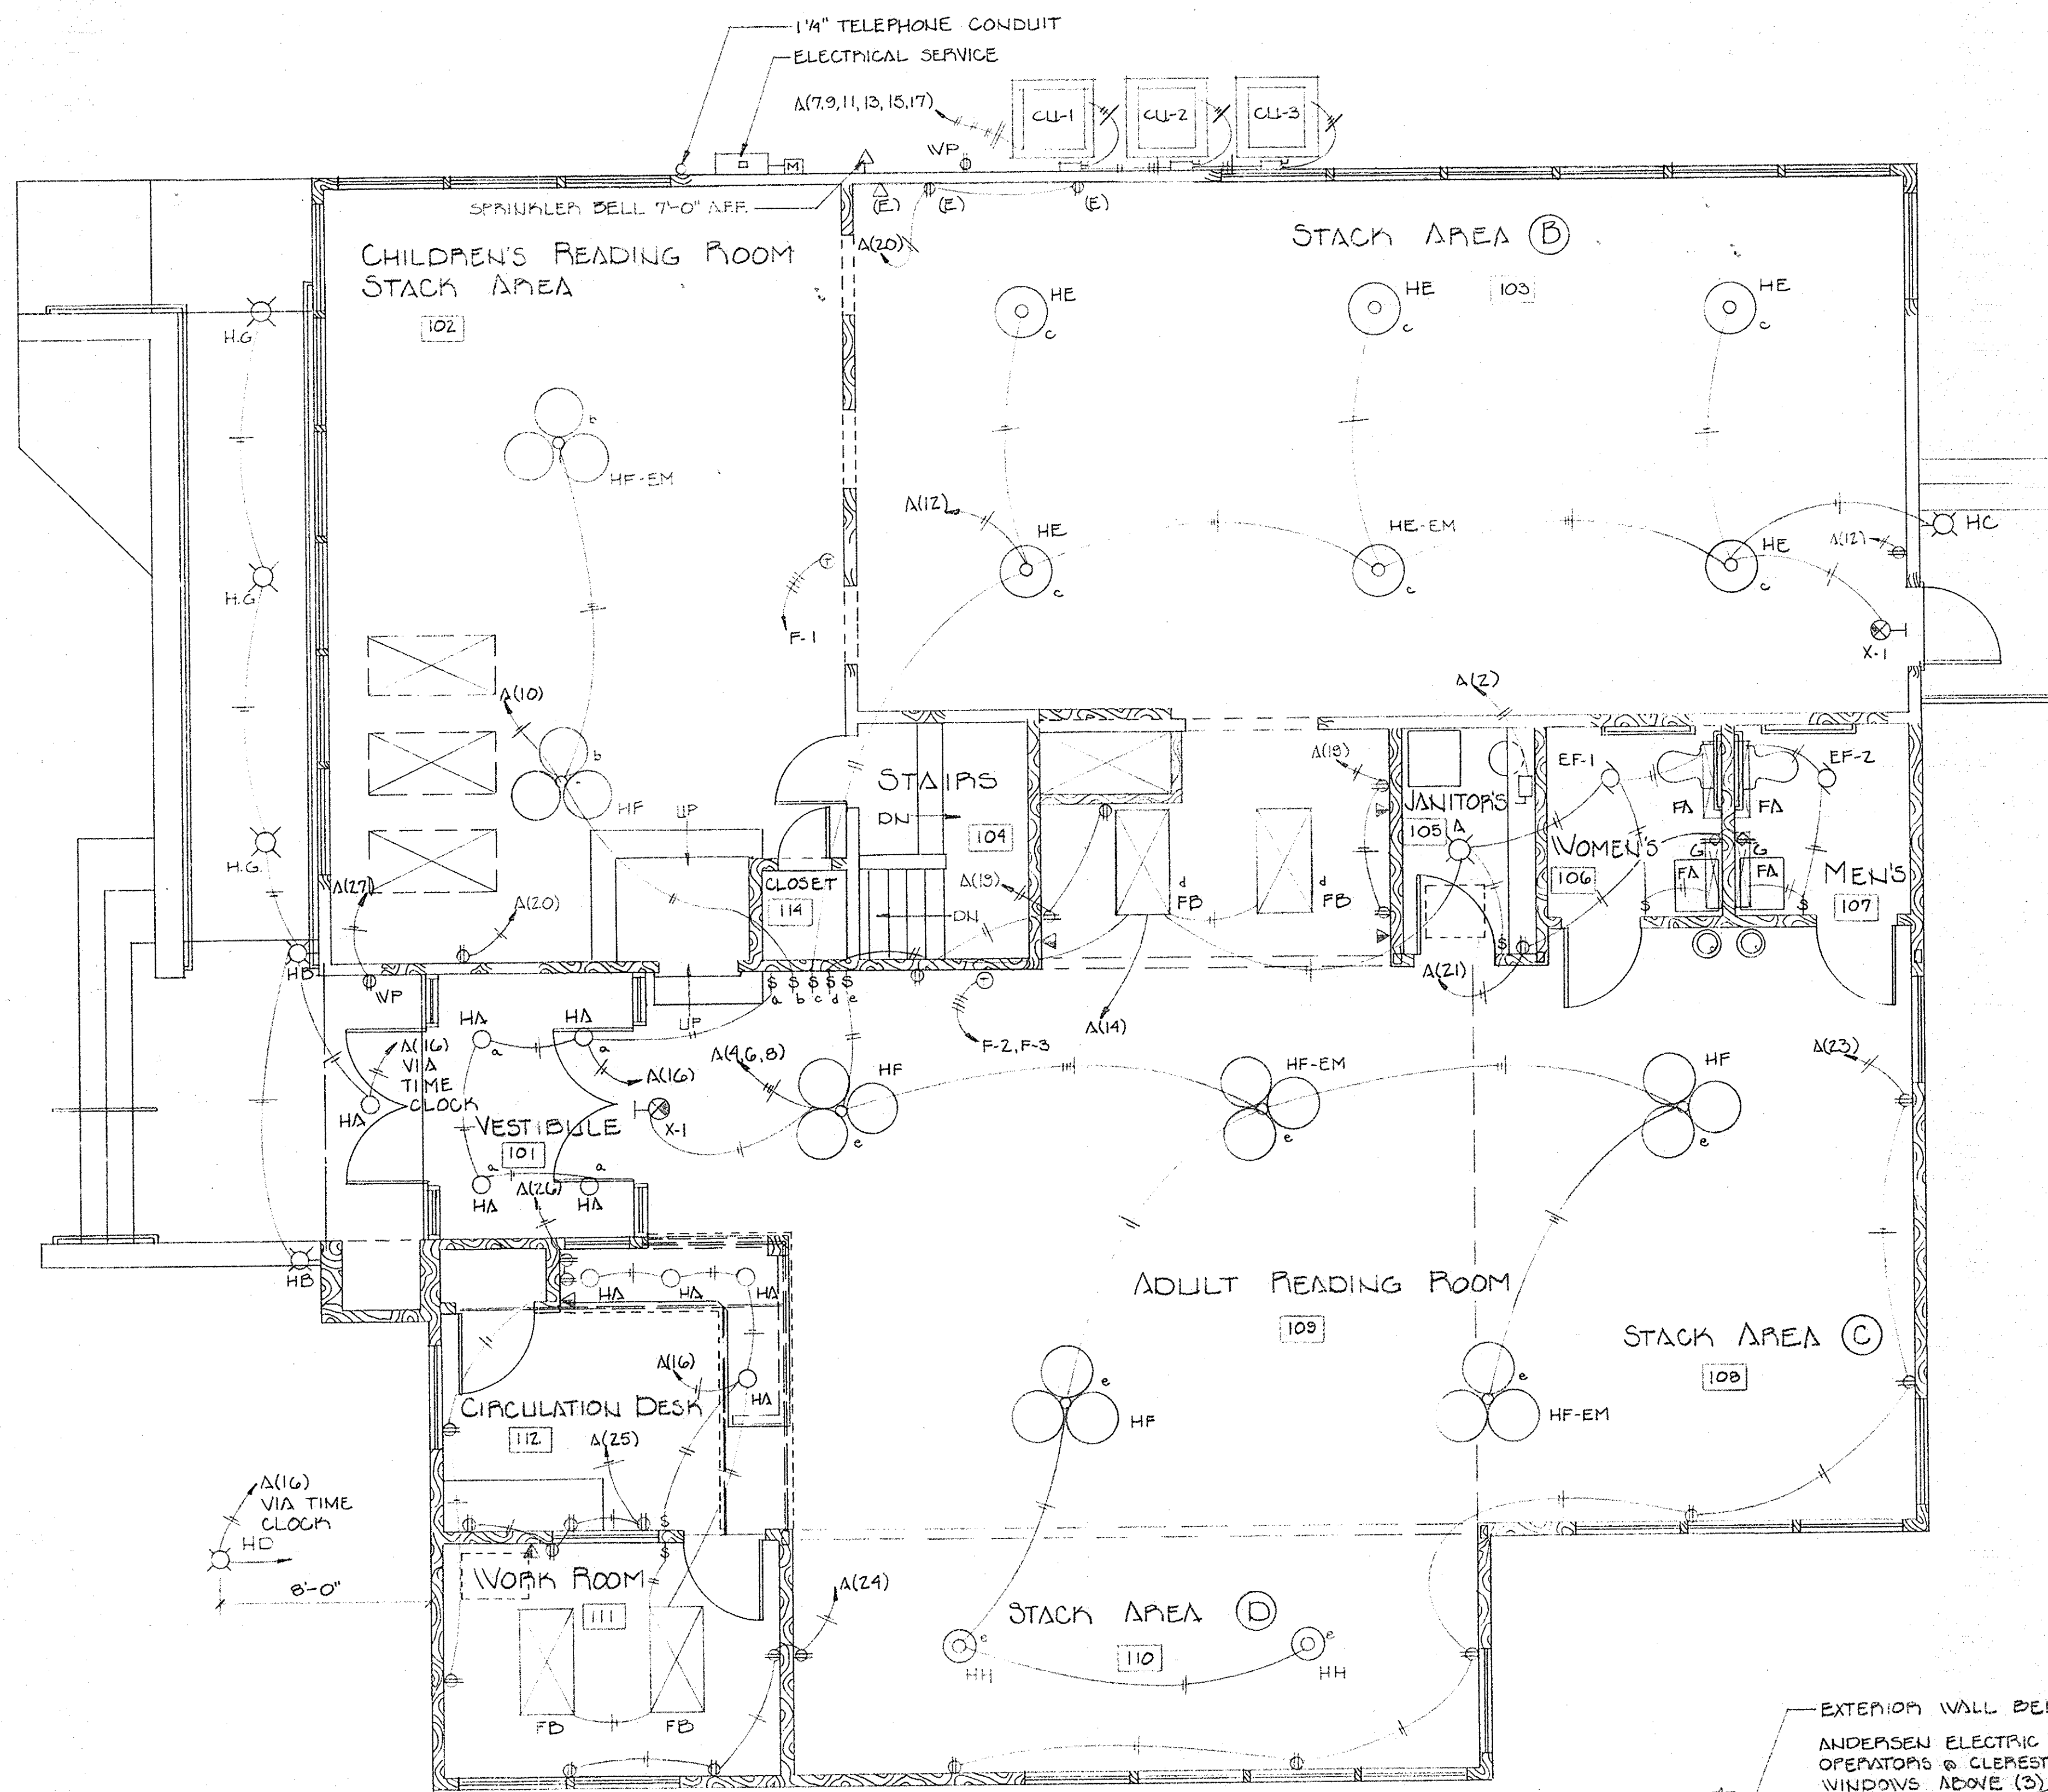 1¼" TELEPHONE CONDUIT
ELECTRICAL SERVICE
A(7,9,11,13,15,17)
CU-1
CU-2
CU-3
WP
M
SPRINKLER BELL 7'-0" A.F.F.
(E)
(E)
(E)
A(20)
CHILDREN'S READING ROOM
STACK AREA
102
STACK AREA B
103
HE
c
HE
c
HE
c
H.G
b
HF-EM
A(12)
HE
c
HE-EM
c
HE
c
HC
A(12)
X-1
H.G
T
F-1
A(10)
b
HF
UP
A(2)
STAIRS
DN
104
A(19)
JANITOR'S
105
A
EF-1
EF-2
FA
FA
WOMEN'S
106
G
G
FA
FA
MEN'S
107
H.G.
A(27)
A(20)
CLOSET
114
DN
A(19)
d
FB
d
FB
S
S
S
HB
WP
S S S S S
a b c d e
T
F-2, F-3
A(14)
A(21)
UP
HA
a
HA
A(16)
VIA
TIME
CLOCK
HA
A(16)
X-1
VESTIBULE
101
a
HA
a
HA
A(26)
A(4,6,8)
HF
e
HF-EM
e
HF
e
A(23)
HB
HA
HA
HA
A(16)
HA
ADULT READING ROOM
109
STACK AREA C
108
e
HF
e
HF-EM
CIRCULATION DESK
112
A(25)
S
S
A(16)
VIA TIME
CLOCK
HD
8'-0"
WORK ROOM
111
FB
FB
A(24)
STACK AREA D
110
e
HH
e
HH
EXTERIOR WALL BE
ANDERSEN ELECTRIC
OPERATORS @ CLEREST
WINDOWS ABOVE (3)